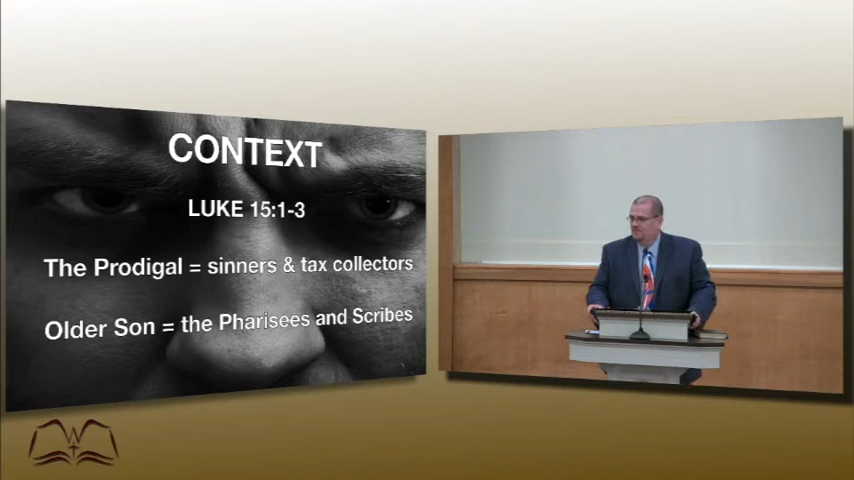 CONTEXT
LUKE 15:1-3
The Prodigal = sinners & tax collectors
Older Son = the Pharisees and Scribes